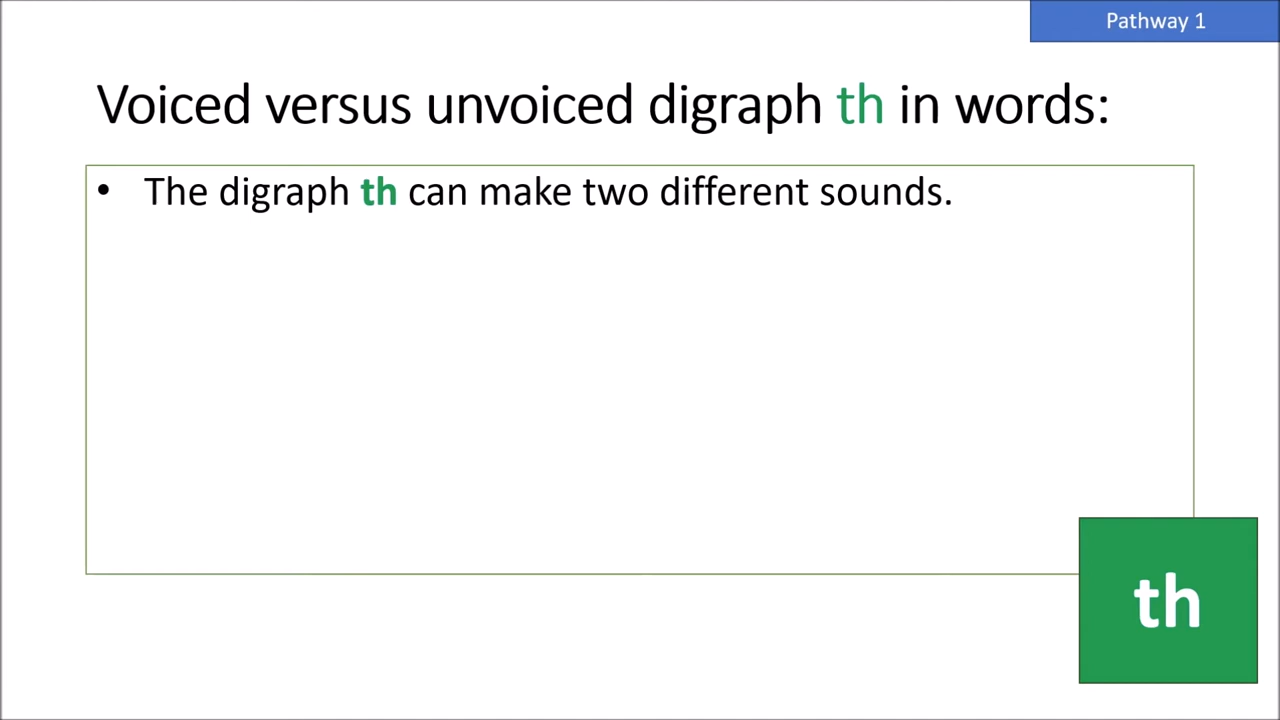 Pathway 1
Voiced versus unvoiced digraph th in words:
• The digraph th can make two different sounds.
th